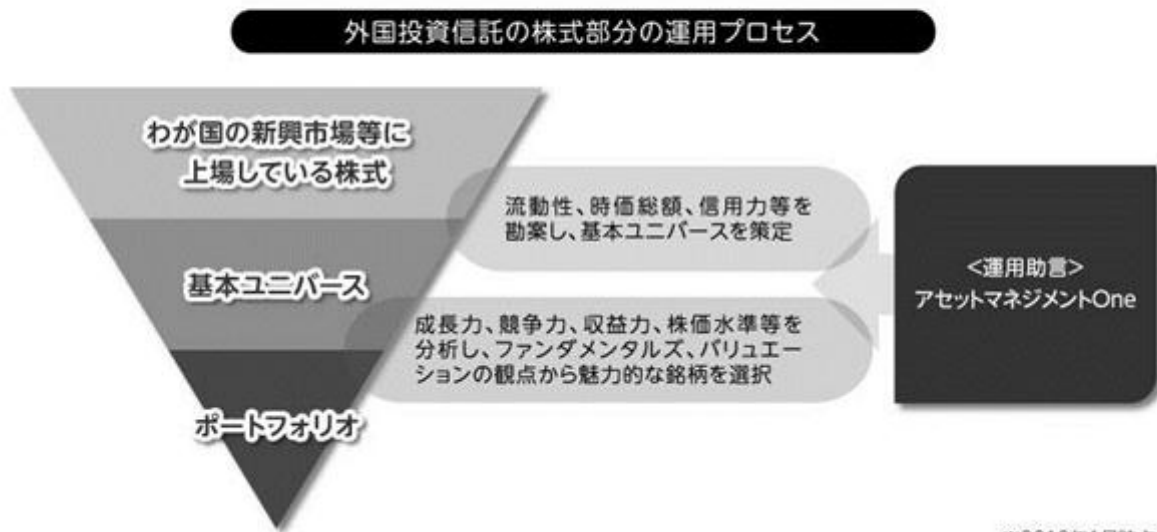 外国投資信託の株式部分の運用プロセス
わが国の新興市場等に
上場している株式
流動性、時価総額、信用力等を
勘案し、基本ユニバースを策定
基本ユニバース
成長力、競争力、収益力、株価水準等を
分析し、ファンダメンタルズ、バリュエー
ションの観点から魅力的な銘柄を選択
ポートフォリオ
<運用助言>
アセットマネジメントOne